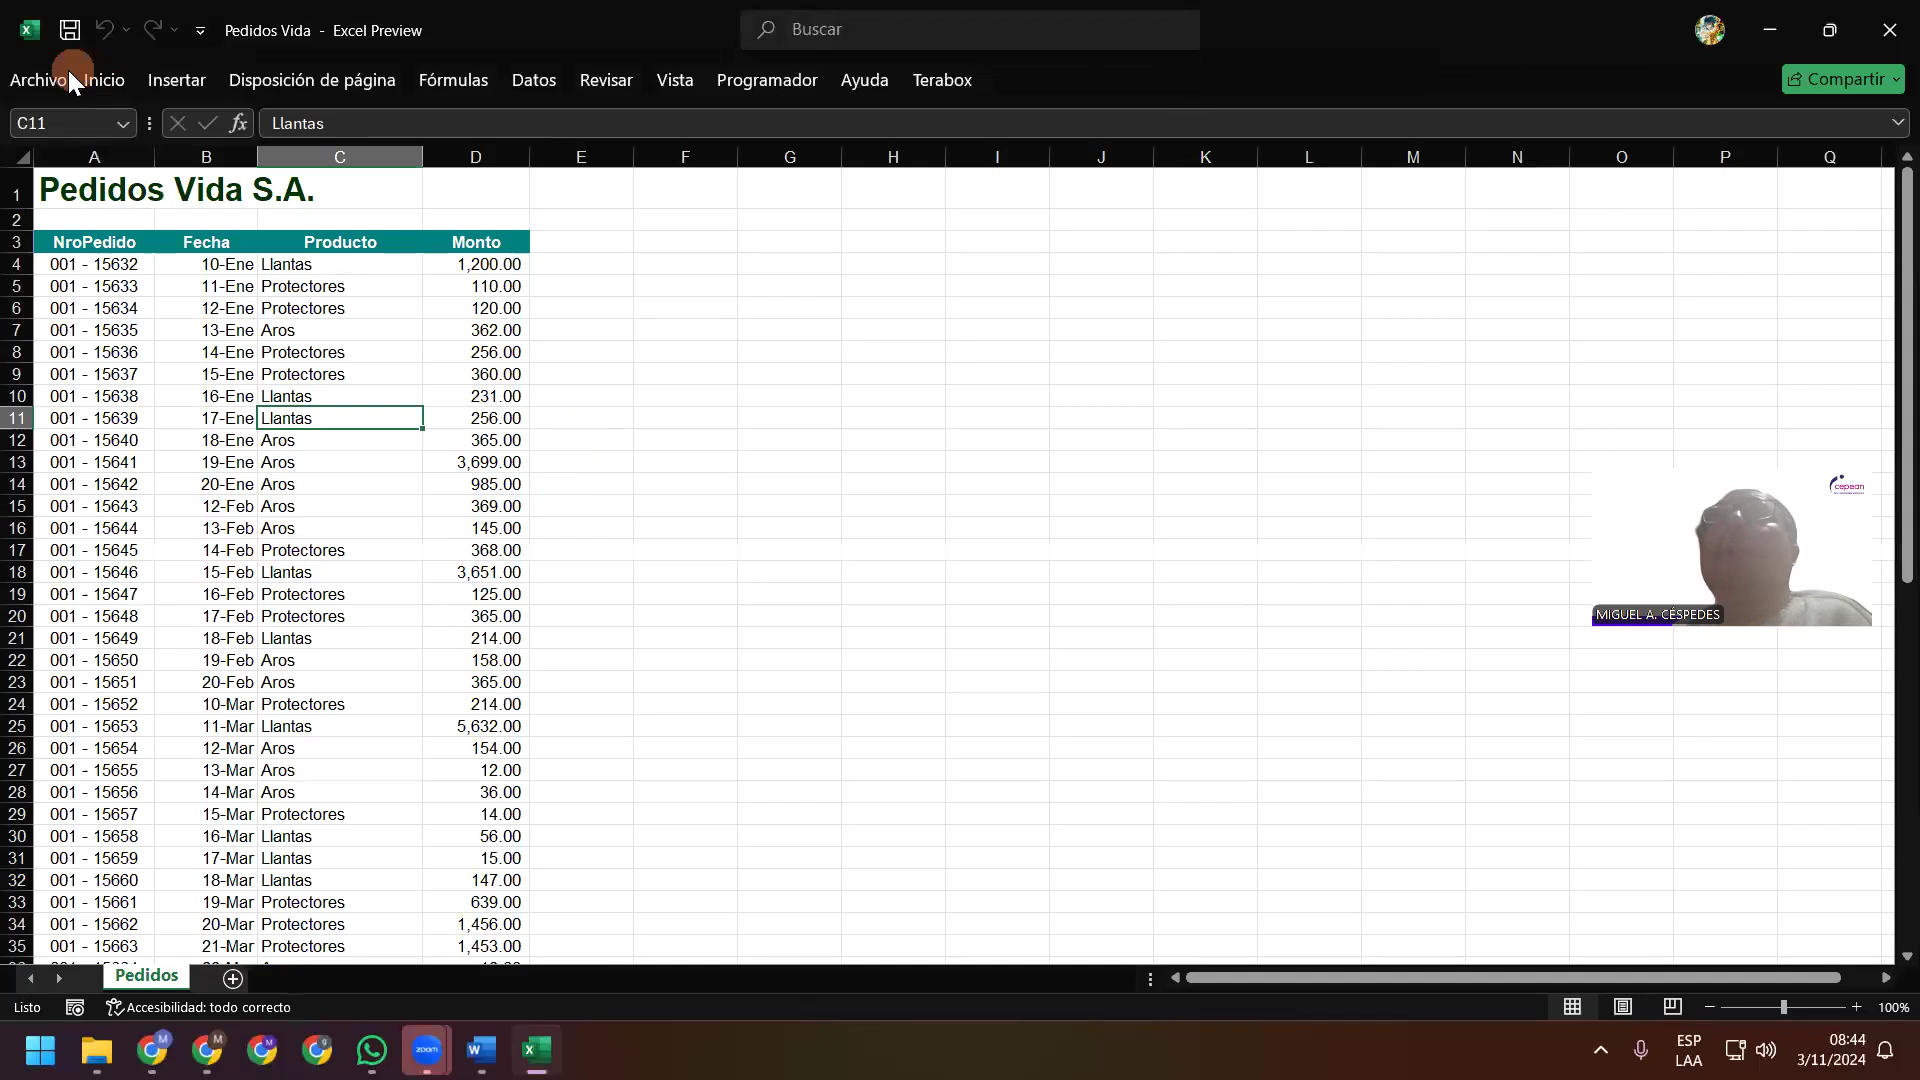 Pedidos Vida - Excel Preview
Buscar
Archivo Inicio Insertar Disposición de página Fórmulas Datos Revisar Vista Programador Ayuda Terabox
Compartir
C11 fx Llantas
A B C D E F G H I J K L M N O P Q
1 Pedidos Vida S.A.
2
3 NroPedido Fecha Producto Monto
4 001 - 15632 10-Ene Llantas 1,200.00
5 001 - 15633 11-Ene Protectores 110.00
6 001 - 15634 12-Ene Protectores 120.00
7 001 - 15635 13-Ene Aros 362.00
8 001 - 15636 14-Ene Protectores 256.00
9 001 - 15637 15-Ene Protectores 360.00
10 001 - 15638 16-Ene Llantas 231.00
11 001 - 15639 17-Ene Llantas 256.00
12 001 - 15640 18-Ene Aros 365.00
13 001 - 15641 19-Ene Aros 3,699.00
14 001 - 15642 20-Ene Aros 985.00
15 001 - 15643 12-Feb Aros 369.00
16 001 - 15644 13-Feb Aros 145.00
17 001 - 15645 14-Feb Protectores 368.00
18 001 - 15646 15-Feb Llantas 3,651.00
19 001 - 15647 16-Feb Protectores 125.00
20 001 - 15648 17-Feb Protectores 365.00
21 001 - 15649 18-Feb Llantas 214.00
22 001 - 15650 19-Feb Aros 158.00
23 001 - 15651 20-Feb Aros 365.00
24 001 - 15652 10-Mar Protectores 214.00
25 001 - 15653 11-Mar Llantas 5,632.00
26 001 - 15654 12-Mar Aros 154.00
27 001 - 15655 13-Mar Aros 12.00
28 001 - 15656 14-Mar Aros 36.00
29 001 - 15657 15-Mar Protectores 14.00
30 001 - 15658 16-Mar Llantas 56.00
31 001 - 15659 17-Mar Llantas 15.00
32 001 - 15660 18-Mar Llantas 147.00
33 001 - 15661 19-Mar Protectores 639.00
34 001 - 15662 20-Mar Protectores 1,456.00
35 001 - 15663 21-Mar Protectores 1,453.00
cepean
MIGUEL A. CÉSPEDES
Pedidos
Listo
Accesibilidad: todo correcto
100%
zoom
ESP
LAA
08:44
3/11/2024